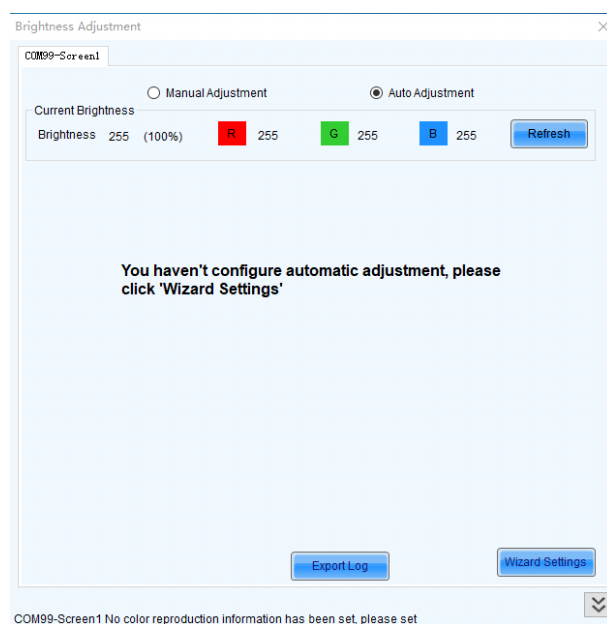 Brightness Adjustment
COM99-Screen1
Manual Adjustment Auto Adjustment
Current Brightness
Brightness 255 (100%) R 255 G 255 B 255 Refresh
You haven't configure automatic adjustment, please
click 'Wizard Settings'
Export Log Wizard Settings
COM99-Screen1 No color reproduction information has been set, please set